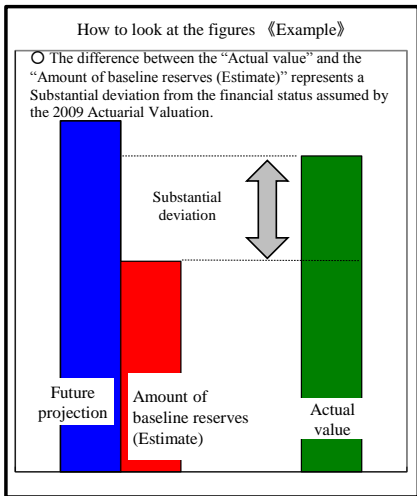 How to look at the figures 《Example》
○ The difference between the “Actual value” and the
“Amount of baseline reserves (Estimate)” represents a
Substantial deviation from the financial status assumed by
the 2009 Actuarial Valuation.
Substantial
deviation
Future
projection
Amount of
baseline reserves
(Estimate)
Actual
value